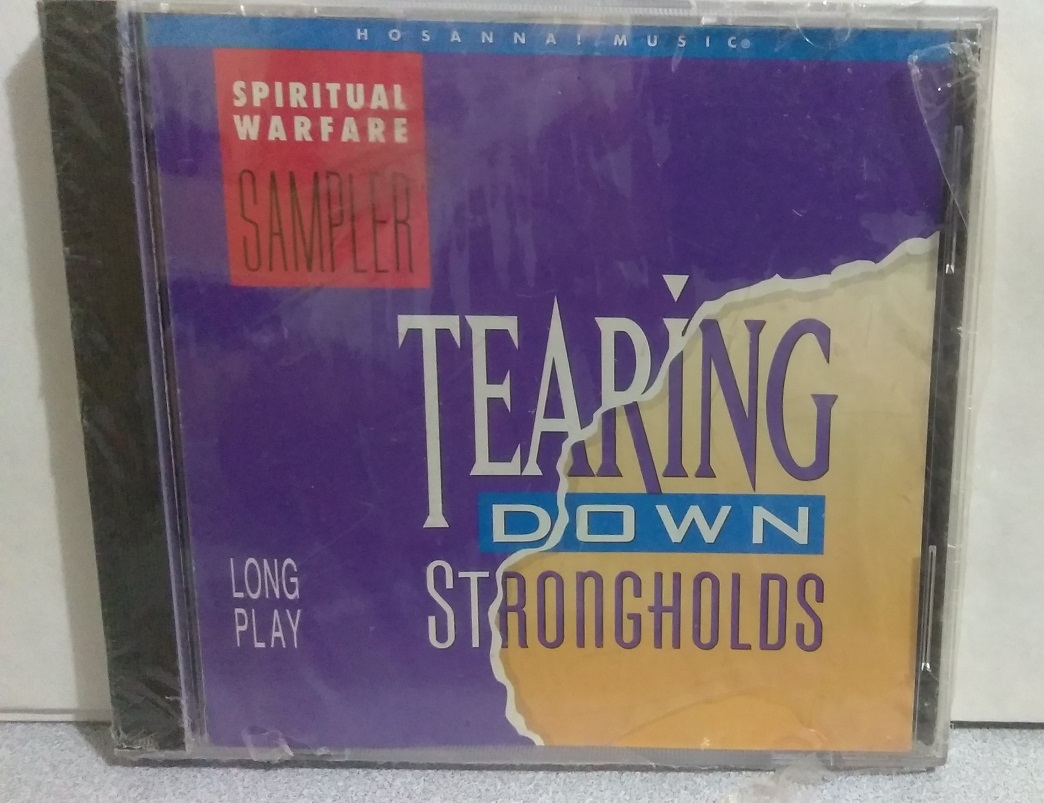 HOSANNA! MUSIC®
SPIRITUAL
WARFARE
SAMPLER
TEARiNG
DOWN
STRONGHOLDS
LONG
PLAY